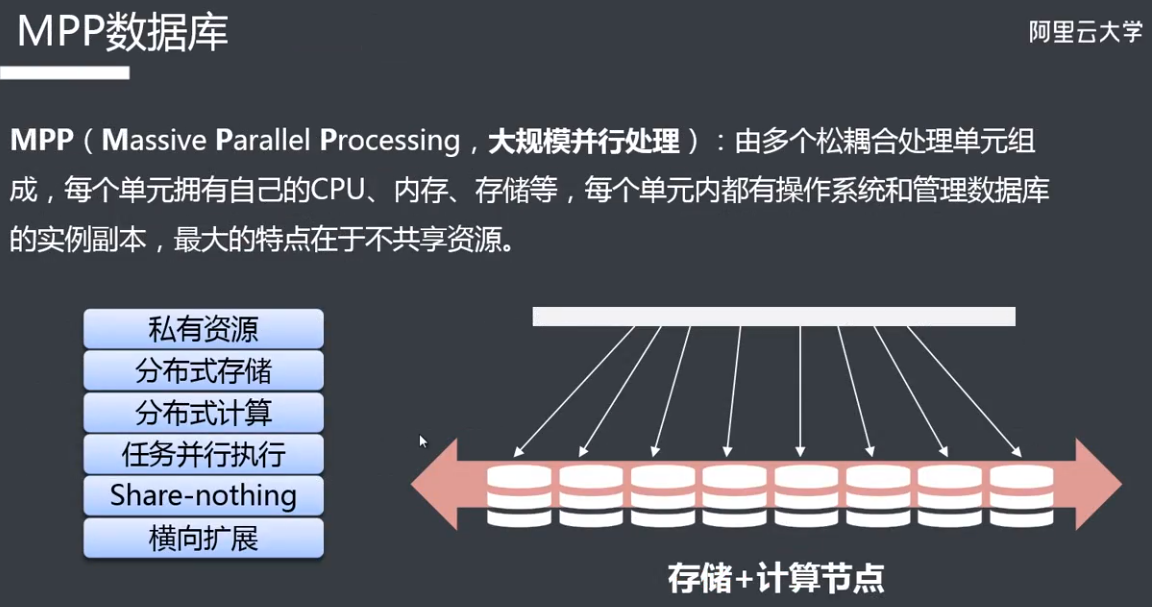 MPP数据库
阿里云大学
MPP（Massive Parallel Processing，大规模并行处理）：由多个松耦合处理单元组
成，每个单元拥有自己的CPU、内存、存储等，每个单元内都有操作系统和管理数据库
的实例副本，最大的特点在于不共享资源。
私有资源
分布式存储
分布式计算
任务并行执行
Share-nothing
横向扩展
存储+计算节点